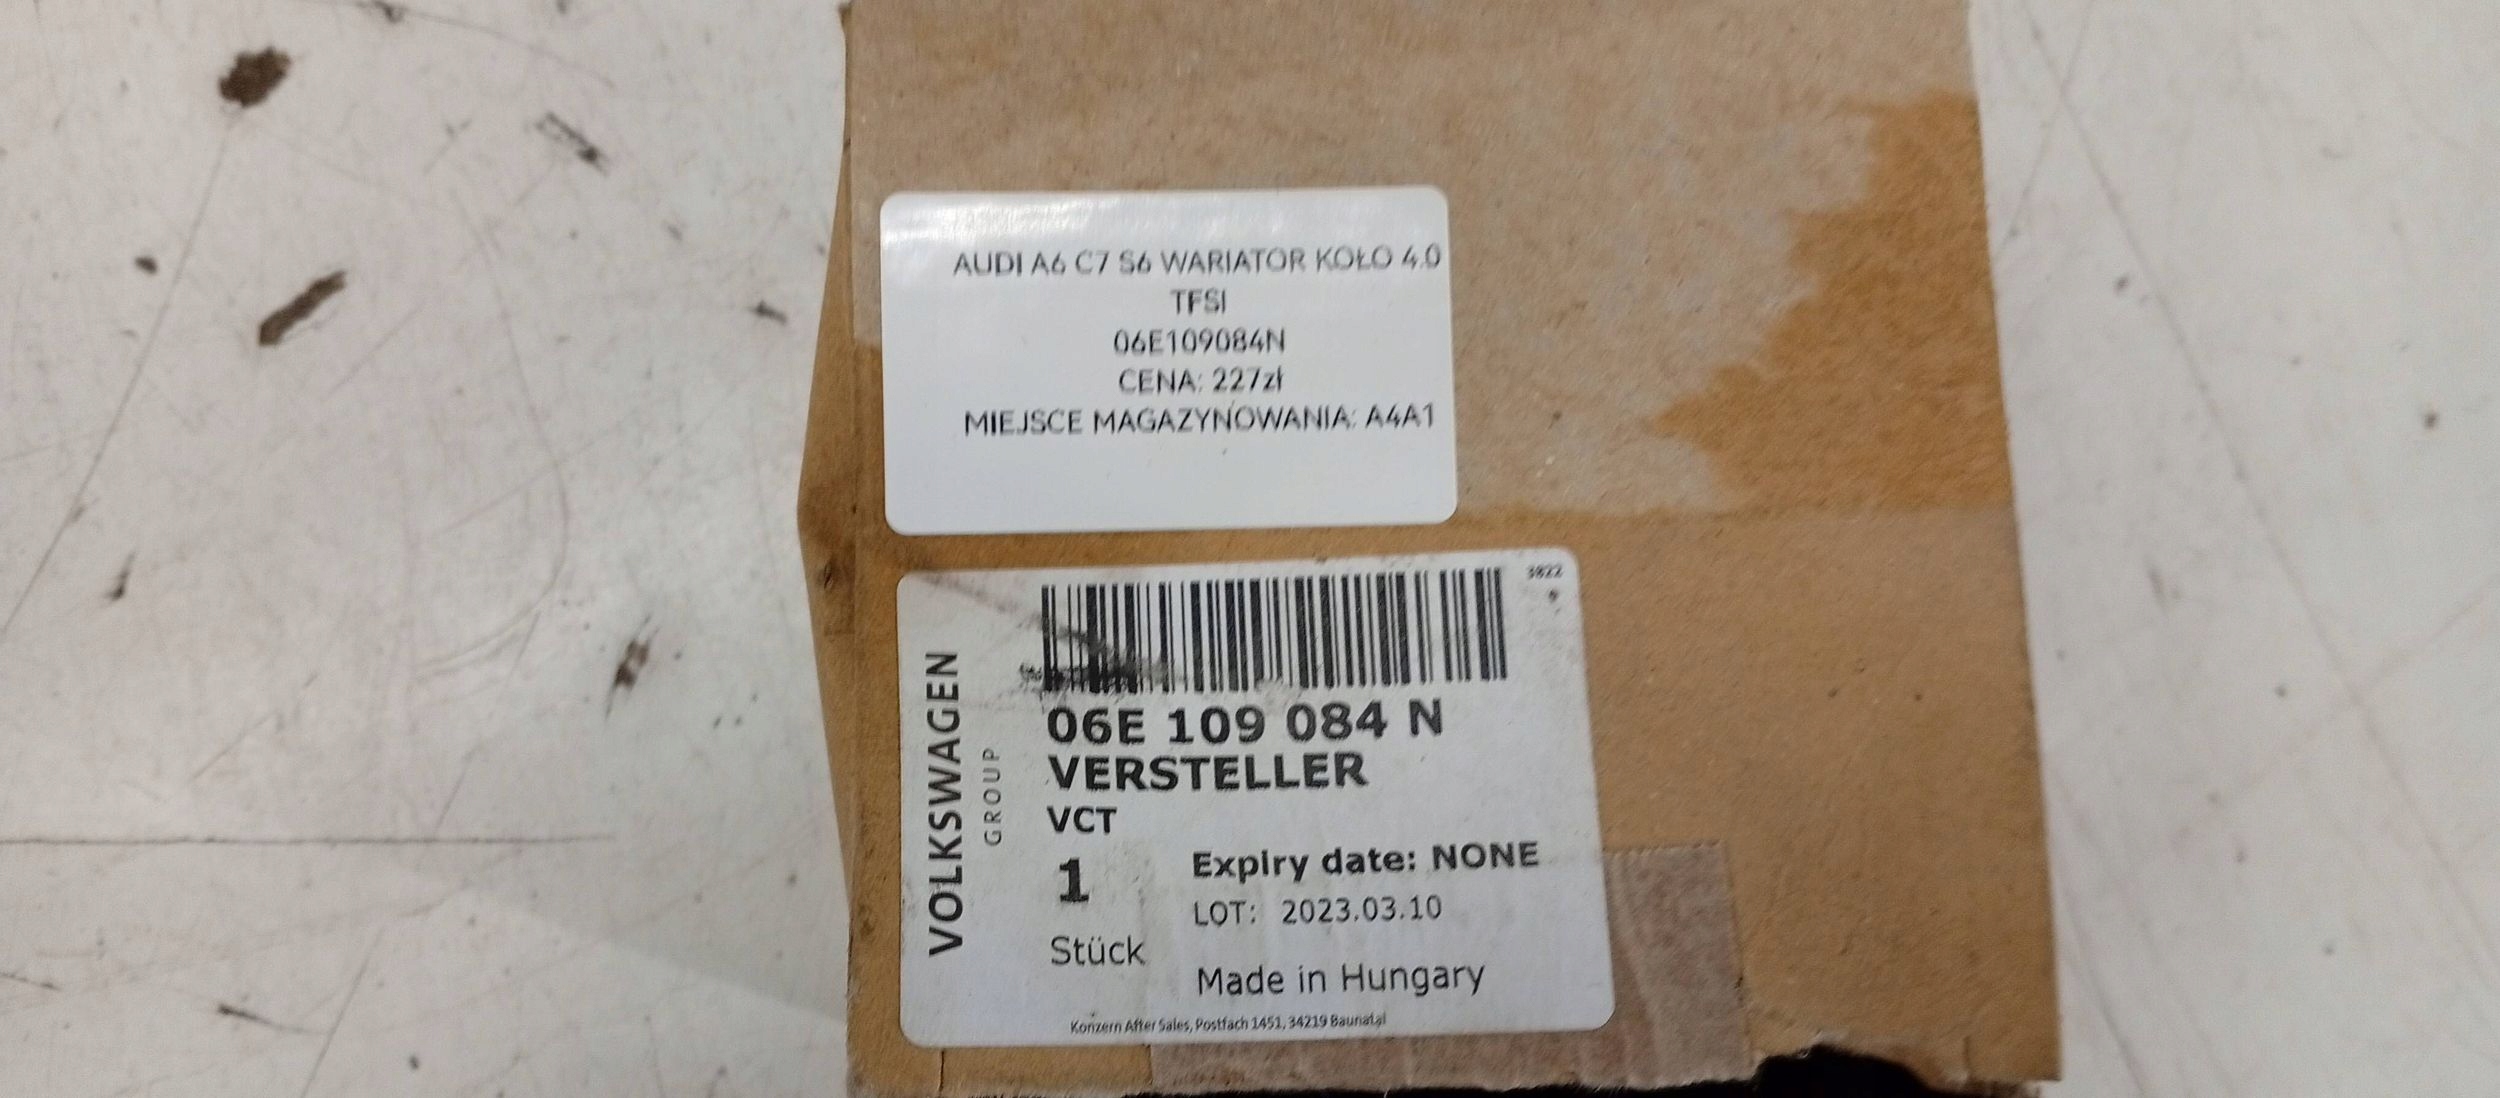 AUDI A6 C7 S6 WARIATOR KOŁO 4.0
TFSI
06E109084N
CENA: 227zł
MIEJSCE MAGAZYNOWANIA: A4A1
3822
9
VOLKSWAGEN
GROUP
06E 109 084 N
VERSTELLER
VCT
1
Stück
Expiry date: NONE
LOT: 2023.03.10
Made in Hungary
Konzern After Sales, Postfach 1451, 34219 Baunatal